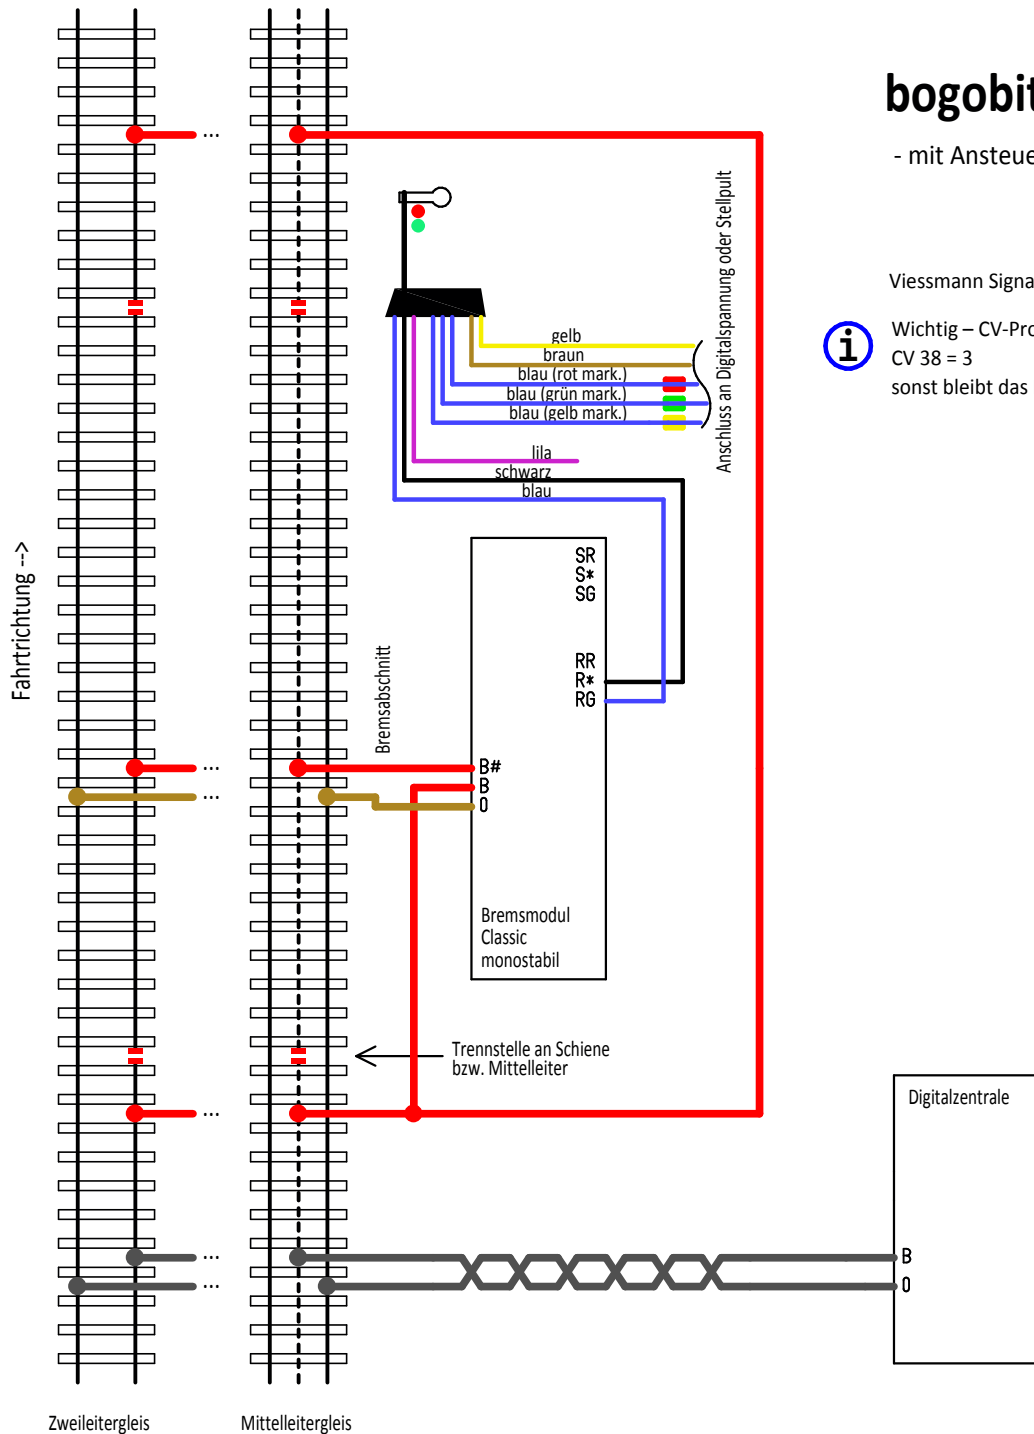 bogobit
- mit Ansteue
Viessmann Signa
Wichtig – CV-Pro
CV 38 = 3
sonst bleibt das
i
...
...
gelb
braun
blau (rot mark.)
blau (grün mark.)
blau (gelb mark.)
lila
schwarz
blau
Anschluss an Digitalspannung oder Stellpult
Fahrtrichtung -->
Bremsabschnitt
SR
S*
SG
RR
R*
RG
B#
B
0
...
...
Bremsmodul
Classic
monostabil
Trennstelle an Schiene
bzw. Mittelleiter
...
Digitalzentrale
B
0
...
Zweileitergleis
Mittelleitergleis